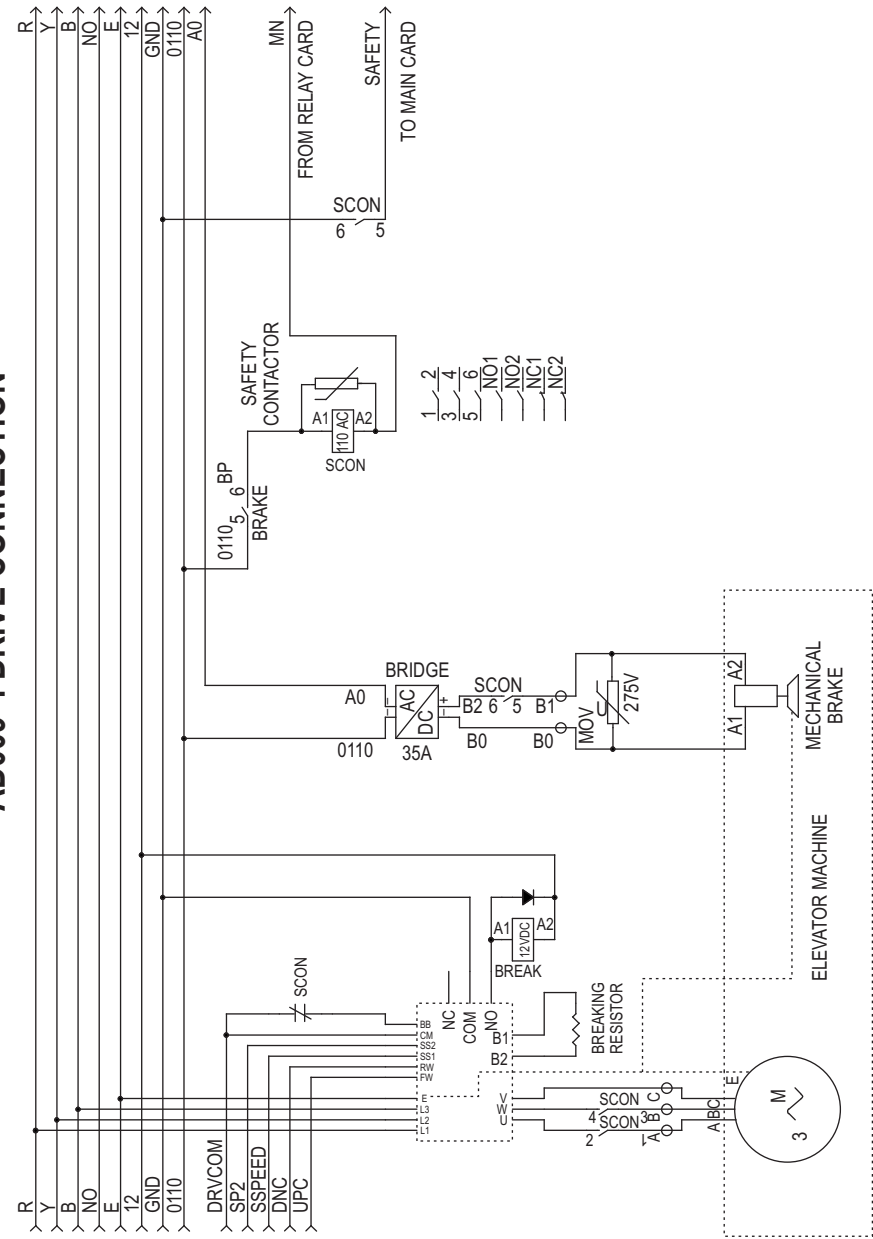 DRIVE CONNECTION
R
Y
B
NO
E
12
GND
0110
R
Y
B
NO
E
12
GND
0110
A0
DRVCOM
SP2
SSPEED
DNC
UPC
SCON
BB
CM
SS2
SS1
RW
FW
E
L3
L2
L1
NC
COM
NO
B1
B2
V
W
U
A1
A2
12VDC
BREAK
BREAKING
RESISTOR
4 SCON 3
2 SCON 1
A
B
C
A B C
E
M
3
ELEVATOR MACHINE
A0
0110
BRIDGE
AC
DC
35A
B2 6 SCON 5 B1
B0
B0
MOV
U
275V
A1
A2
MECHANICAL
BRAKE
0110 5 6 BP
BRAKE
SAFETY
CONTACTOR
A1
A2
110 AC
SCON
1 2
3 4
5 6
NO1
NO2
NC1
NC2
SCON
6 5
MN
FROM RELAY CARD
SAFETY
TO MAIN CARD